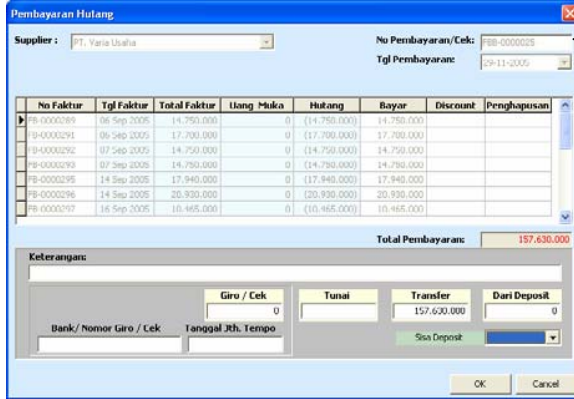 Pembayaran Hutang
Supplier : PT. Varia Usaha
No Pembayaran/Cek: FBB-0000025
Tgl Pembayaran: 29-11-2005
No Faktur Tgl Faktur Total Faktur Uang Muka Hutang Bayar Discount Penghapusan
FB-0000289 06 Sep 2005 14.750.000 0 (14.750.000) 14.750.000
FB-0000291 06 Sep 2005 17.700.000 0 (17.700.000) 17.700.000
FB-0000292 07 Sep 2005 14.750.000 0 (14.750.000) 14.750.000
FB-0000293 07 Sep 2005 14.750.000 0 (14.750.000) 14.750.000
FB-0000295 14 Sep 2005 17.940.000 0 (17.940.000) 17.940.000
FB-0000296 14 Sep 2005 20.930.000 0 (20.930.000) 20.930.000
FB-0000297 16 Sep 2005 10.465.000 0 (10.465.000) 10.465.000
Total Pembayaran: 157.630.000
Keterangan:
Giro / Cek Tunai Transfer Dari Deposit
0 157.630.000 0
Bank/ Nomor Giro / Cek Tanggal Jth. Tempo
Sisa Deposit
OK Cancel